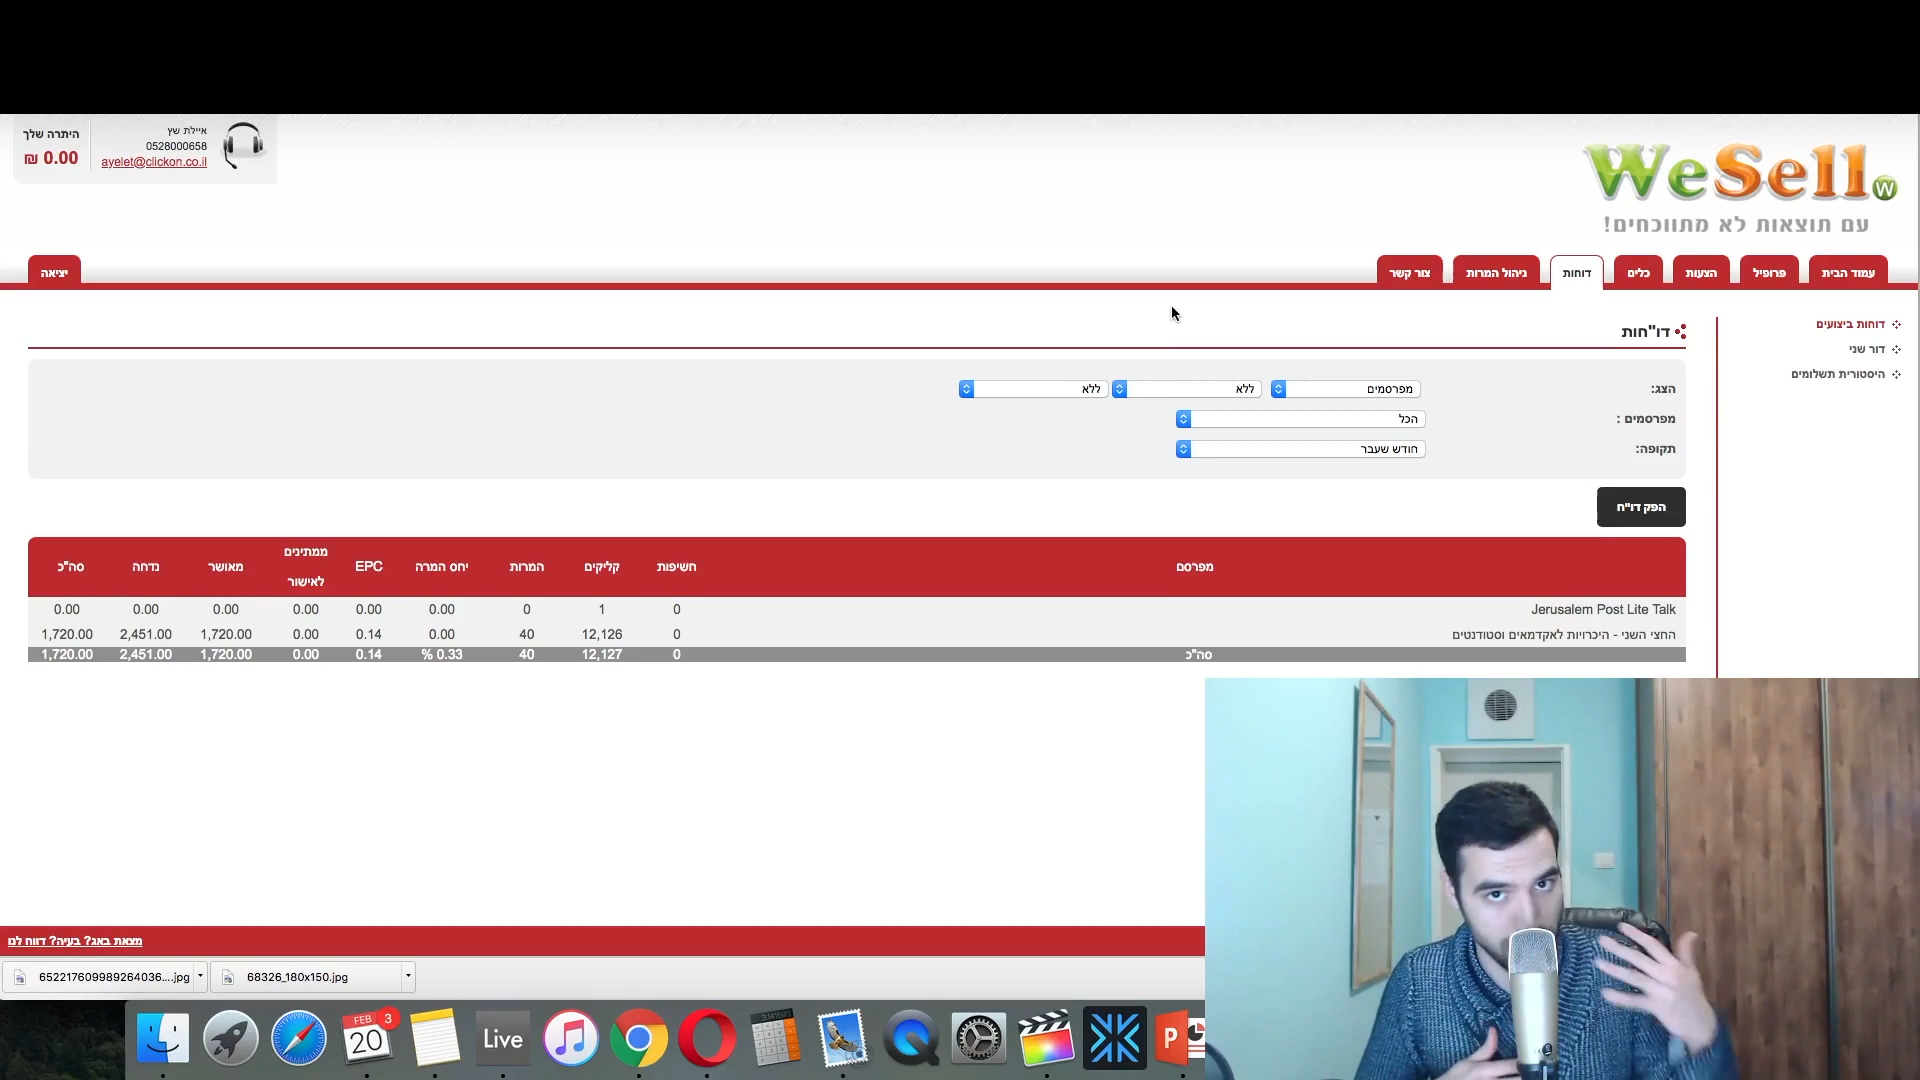 היתרה שלך
₪ 0.00
איילת שץ
0528000658
ayelet@clickon.co.il
WeSell
w
עם תוצאות לא מתווכחים!
עמוד הבית
פרופיל
הצעות
כלים
דוחות
ניהול המרות
צור קשר
יציאה
דוחות ביצועים
דור שני
היסטורית תשלומים
דו"חות
הצג: מפרסמים ללא ללא
מפרסמים : הכל
תקופה: חודש שעבר
הפק דו"ח
מפרסם חשיפות קליקים המרות יחס המרה EPC ממתינים לאישור מאושר נדחה סה"כ
Jerusalem Post Lite Talk 0 1 0 0.00 0.00 0.00 0.00 0.00 0.00
החצי השני - היכרויות לאקדמאים וסטודנטים 0 12,126 40 0.00 0.14 0.00 1,720.00 2,451.00 1,720.00
סה"כ 0 12,127 40 0.33 % 0.14 0.00 1,720.00 2,451.00 1,720.00
מצאת באג? בעיה? דווח לנו
652217609989264036....jpg
68326_180x150.jpg
FEB
3
20
Live
P